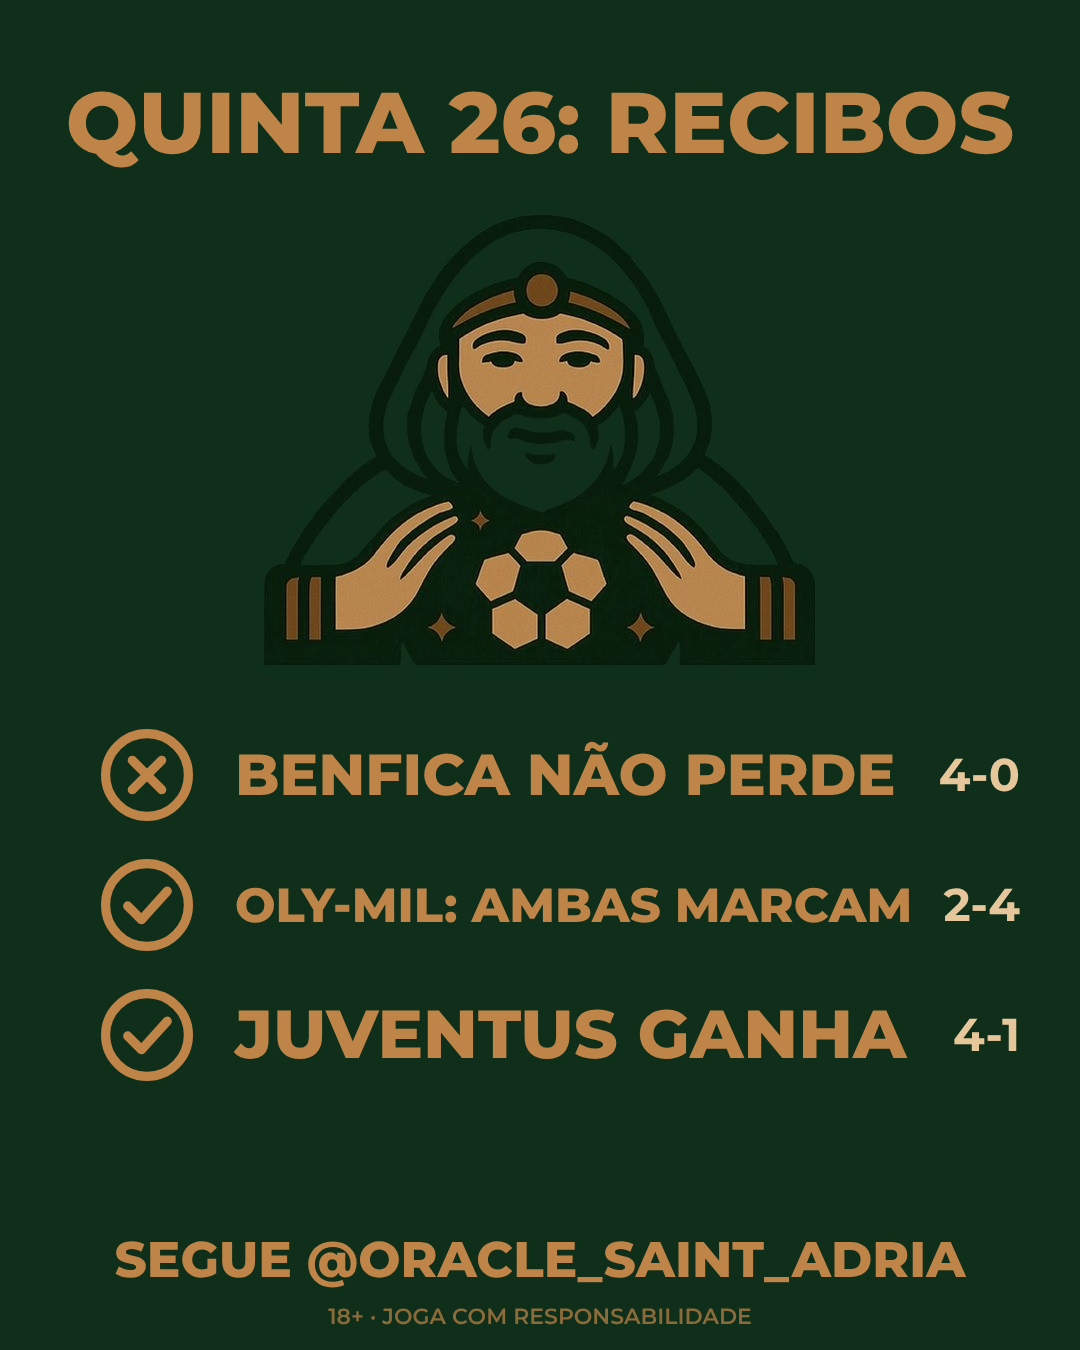 QUINTA 26: RECIBOS
BENFICA NÃO PERDE 4-0
OLY-MIL: AMBAS MARCAM 2-4
JUVENTUS GANHA 4-1
SEGUE @ORACLE_SAINT_ADRIA
18+ · JOGA COM RESPONSABILIDADE